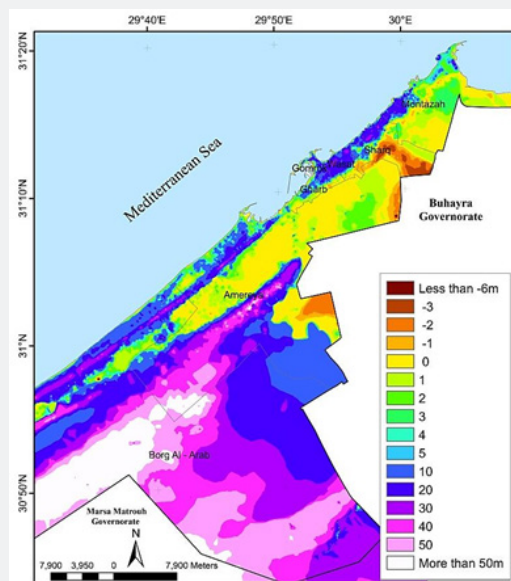 29°40'E
29°50'E
30°E
31°20'N
31°10'N
31°N
30°50'N
Mediterranean Sea
Montazah
Sharq
Gomrok
Gharb
Buhayra
Governorate
Amereya
Borg Al - Arab
Marsa Matrouh
Governorate
N
7,900 3,950 0 7,900 Meters
Less than -6m
-3
-2
-1
0
1
2
3
4
5
10
20
30
40
50
More than 50m